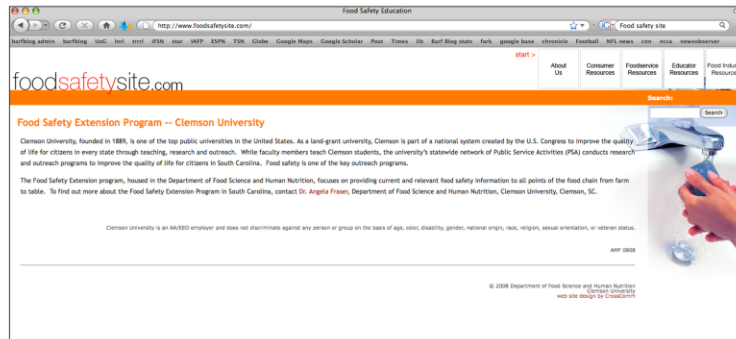 Food Safety Education
http://www.foodsafetysite.com/
Food safety site
barfblog admin barfblog UoG Inrl trrrl iFSN star IAFP ESPN TSN Globe Google Maps Google Scholar Post Times lib Barf Blog stats fark google base chronicle Football NFL news cnn ncca newsobserver
start >
About Us
Consumer Resources
Foodservice Resources
Educator Resources
Food Indus Resource
foodsafetysite.com
Search:
Search
Food Safety Extension Program -- Clemson University
Clemson University, founded in 1889, is one of the top public universities in the United States. As a land-grant university, Clemson is part of a national system created by the U.S. Congress to improve the quality
of life for citizens in every state through teaching, research and outreach. While faculty members teach Clemson students, the university's statewide network of Public Service Activities (PSA) conducts research
and outreach programs to improve the quality of life for citizens in South Carolina. Food safety is one of the key outreach programs.
The Food Safety Extension program, housed in the Department of Food Science and Human Nutrition, focuses on providing current and relevant food safety information to all points of the food chain from farm
to table. To find out more about the Food Safety Extension Program in South Carolina, contact Dr. Angela Fraser, Department of Food Science and Human Nutrition, Clemson University, Clemson, SC.
Clemson University is an AA/EEO employer and does not discriminate against any person or group on the basis of age, color, disability, gender, national origin, race, religion, sexual orientation, or veteran status.
AMF 0808
© 2008 Department of Food Science and Human Nutrition
Clemson University
web site design by CrossComm